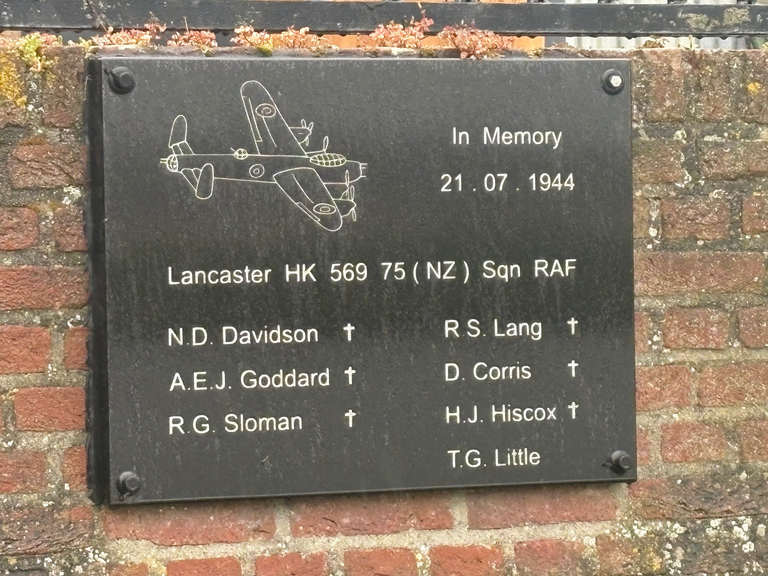 In Memory
21 . 07 . 1944
Lancaster HK 569 75 ( NZ ) Sqn RAF
N.D. Davidson ✝
A.E.J. Goddard ✝
R.G. Sloman ✝
R S. Lang ✝
D. Corris ✝
H.J. Hiscox ✝
T.G. Little